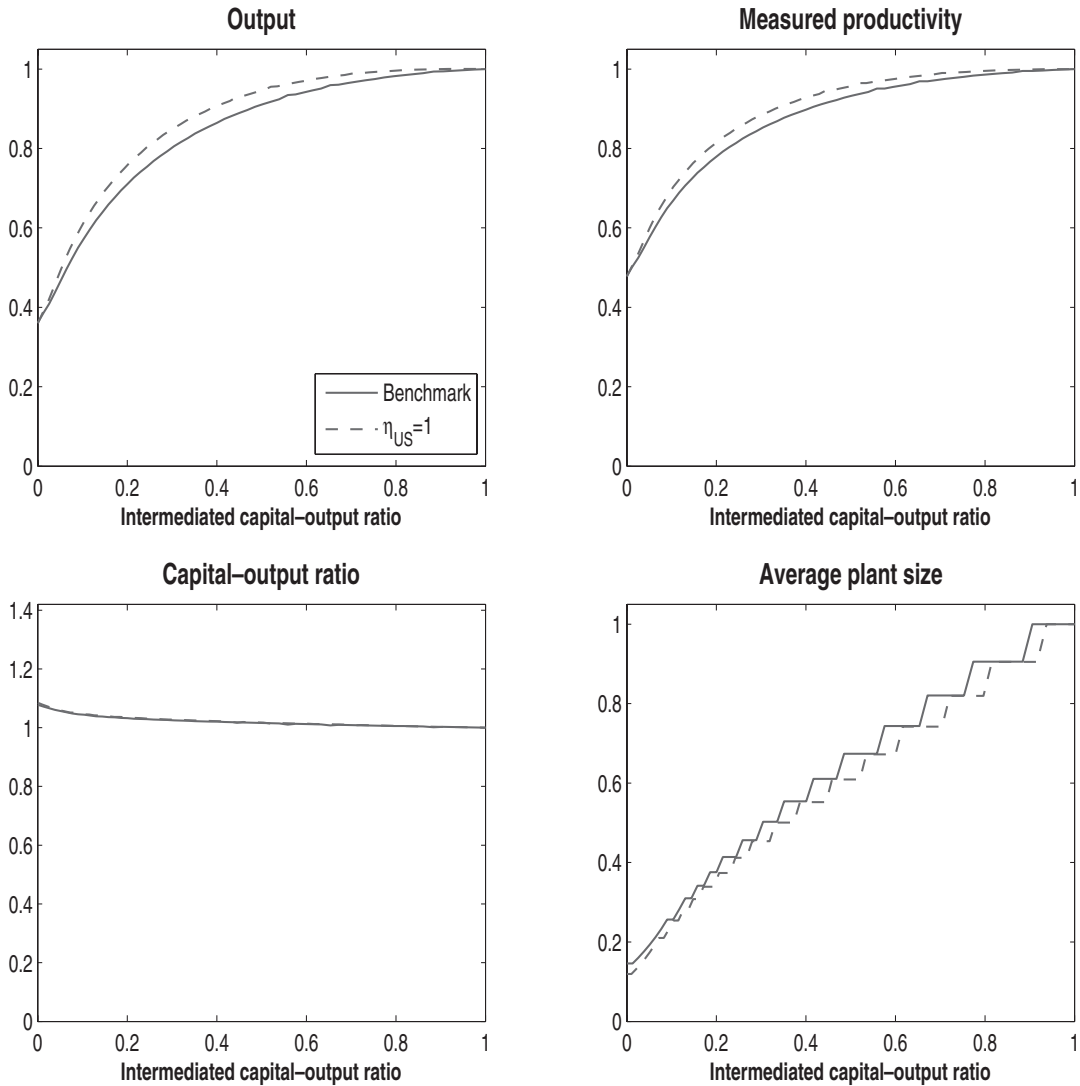 Output
1
0.8
0.6
0.4
0.2
0
0 0.2 0.4 0.6 0.8 1
Intermediated capital–output ratio
Benchmark
η_US=1
Measured productivity
1
0.8
0.6
0.4
0.2
0
0 0.2 0.4 0.6 0.8 1
Intermediated capital–output ratio
Capital–output ratio
1.4
1.2
1
0.8
0.6
0.4
0.2
0
0 0.2 0.4 0.6 0.8 1
Intermediated capital–output ratio
Average plant size
1
0.8
0.6
0.4
0.2
0
0 0.2 0.4 0.6 0.8 1
Intermediated capital–output ratio